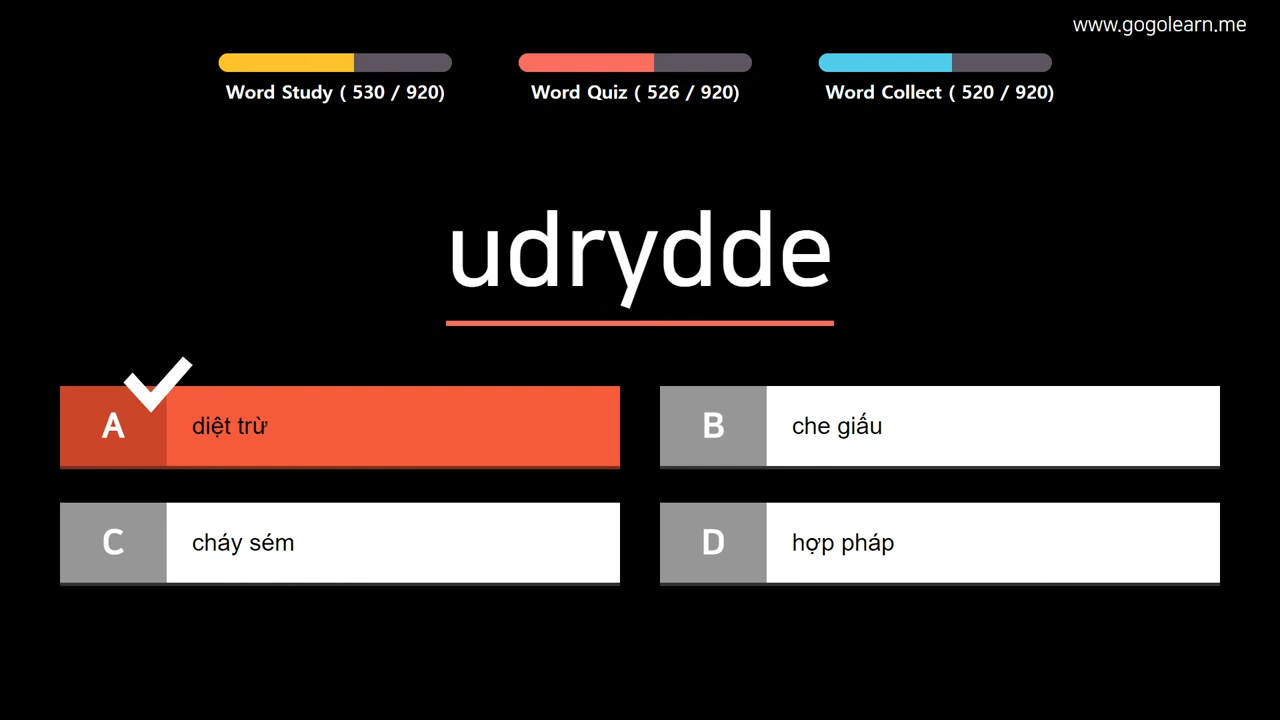 www.gogolearn.me
Word Study ( 530 / 920)
Word Quiz ( 526 / 920)
Word Collect ( 520 / 920)
udrydde
A diệt trừ
B che giấu
C cháy sém
D hợp pháp